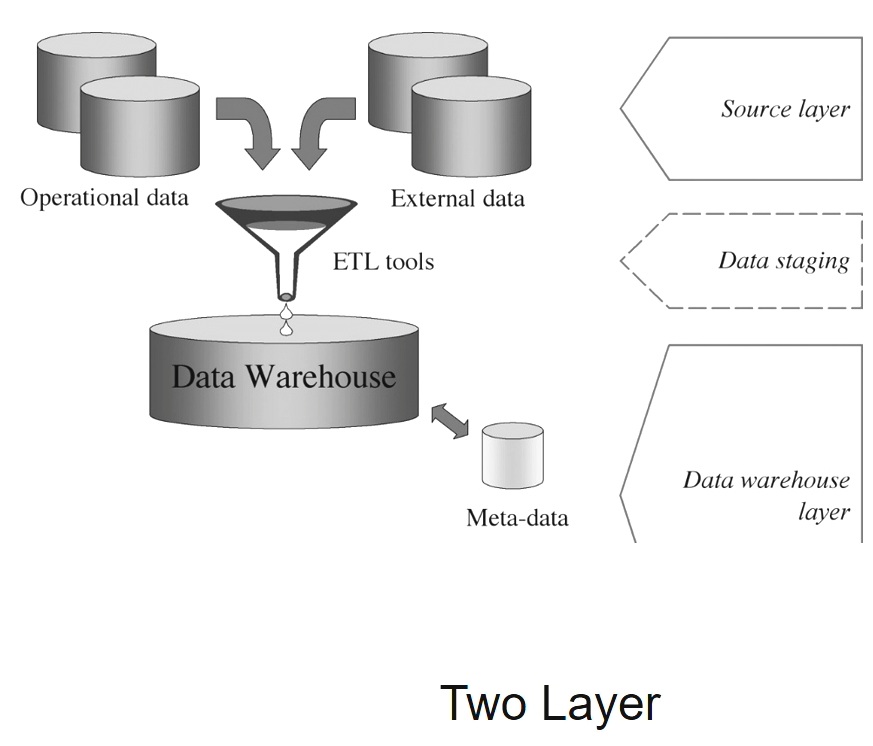 Source layer
Operational data
External data
ETL tools
Data staging
Data Warehouse
Data warehouse
layer
Meta-data
Two Layer